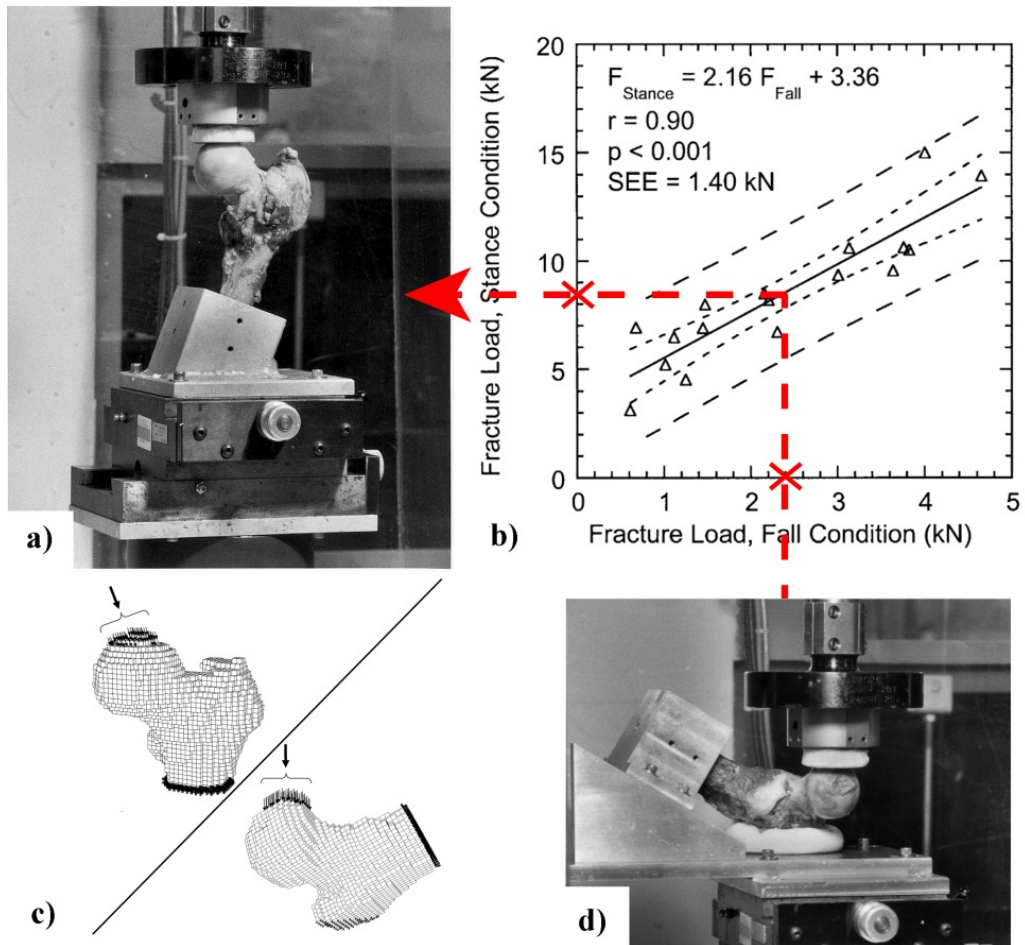 20
F_Stance = 2.16 F_Fall + 3.36
r = 0.90
p < 0.001
SEE = 1.40 kN
15
10
5
0
Fracture Load, Stance Condition (kN)
0 1 2 3 4 5
Fracture Load, Fall Condition (kN)
a)
b)
c)
d)